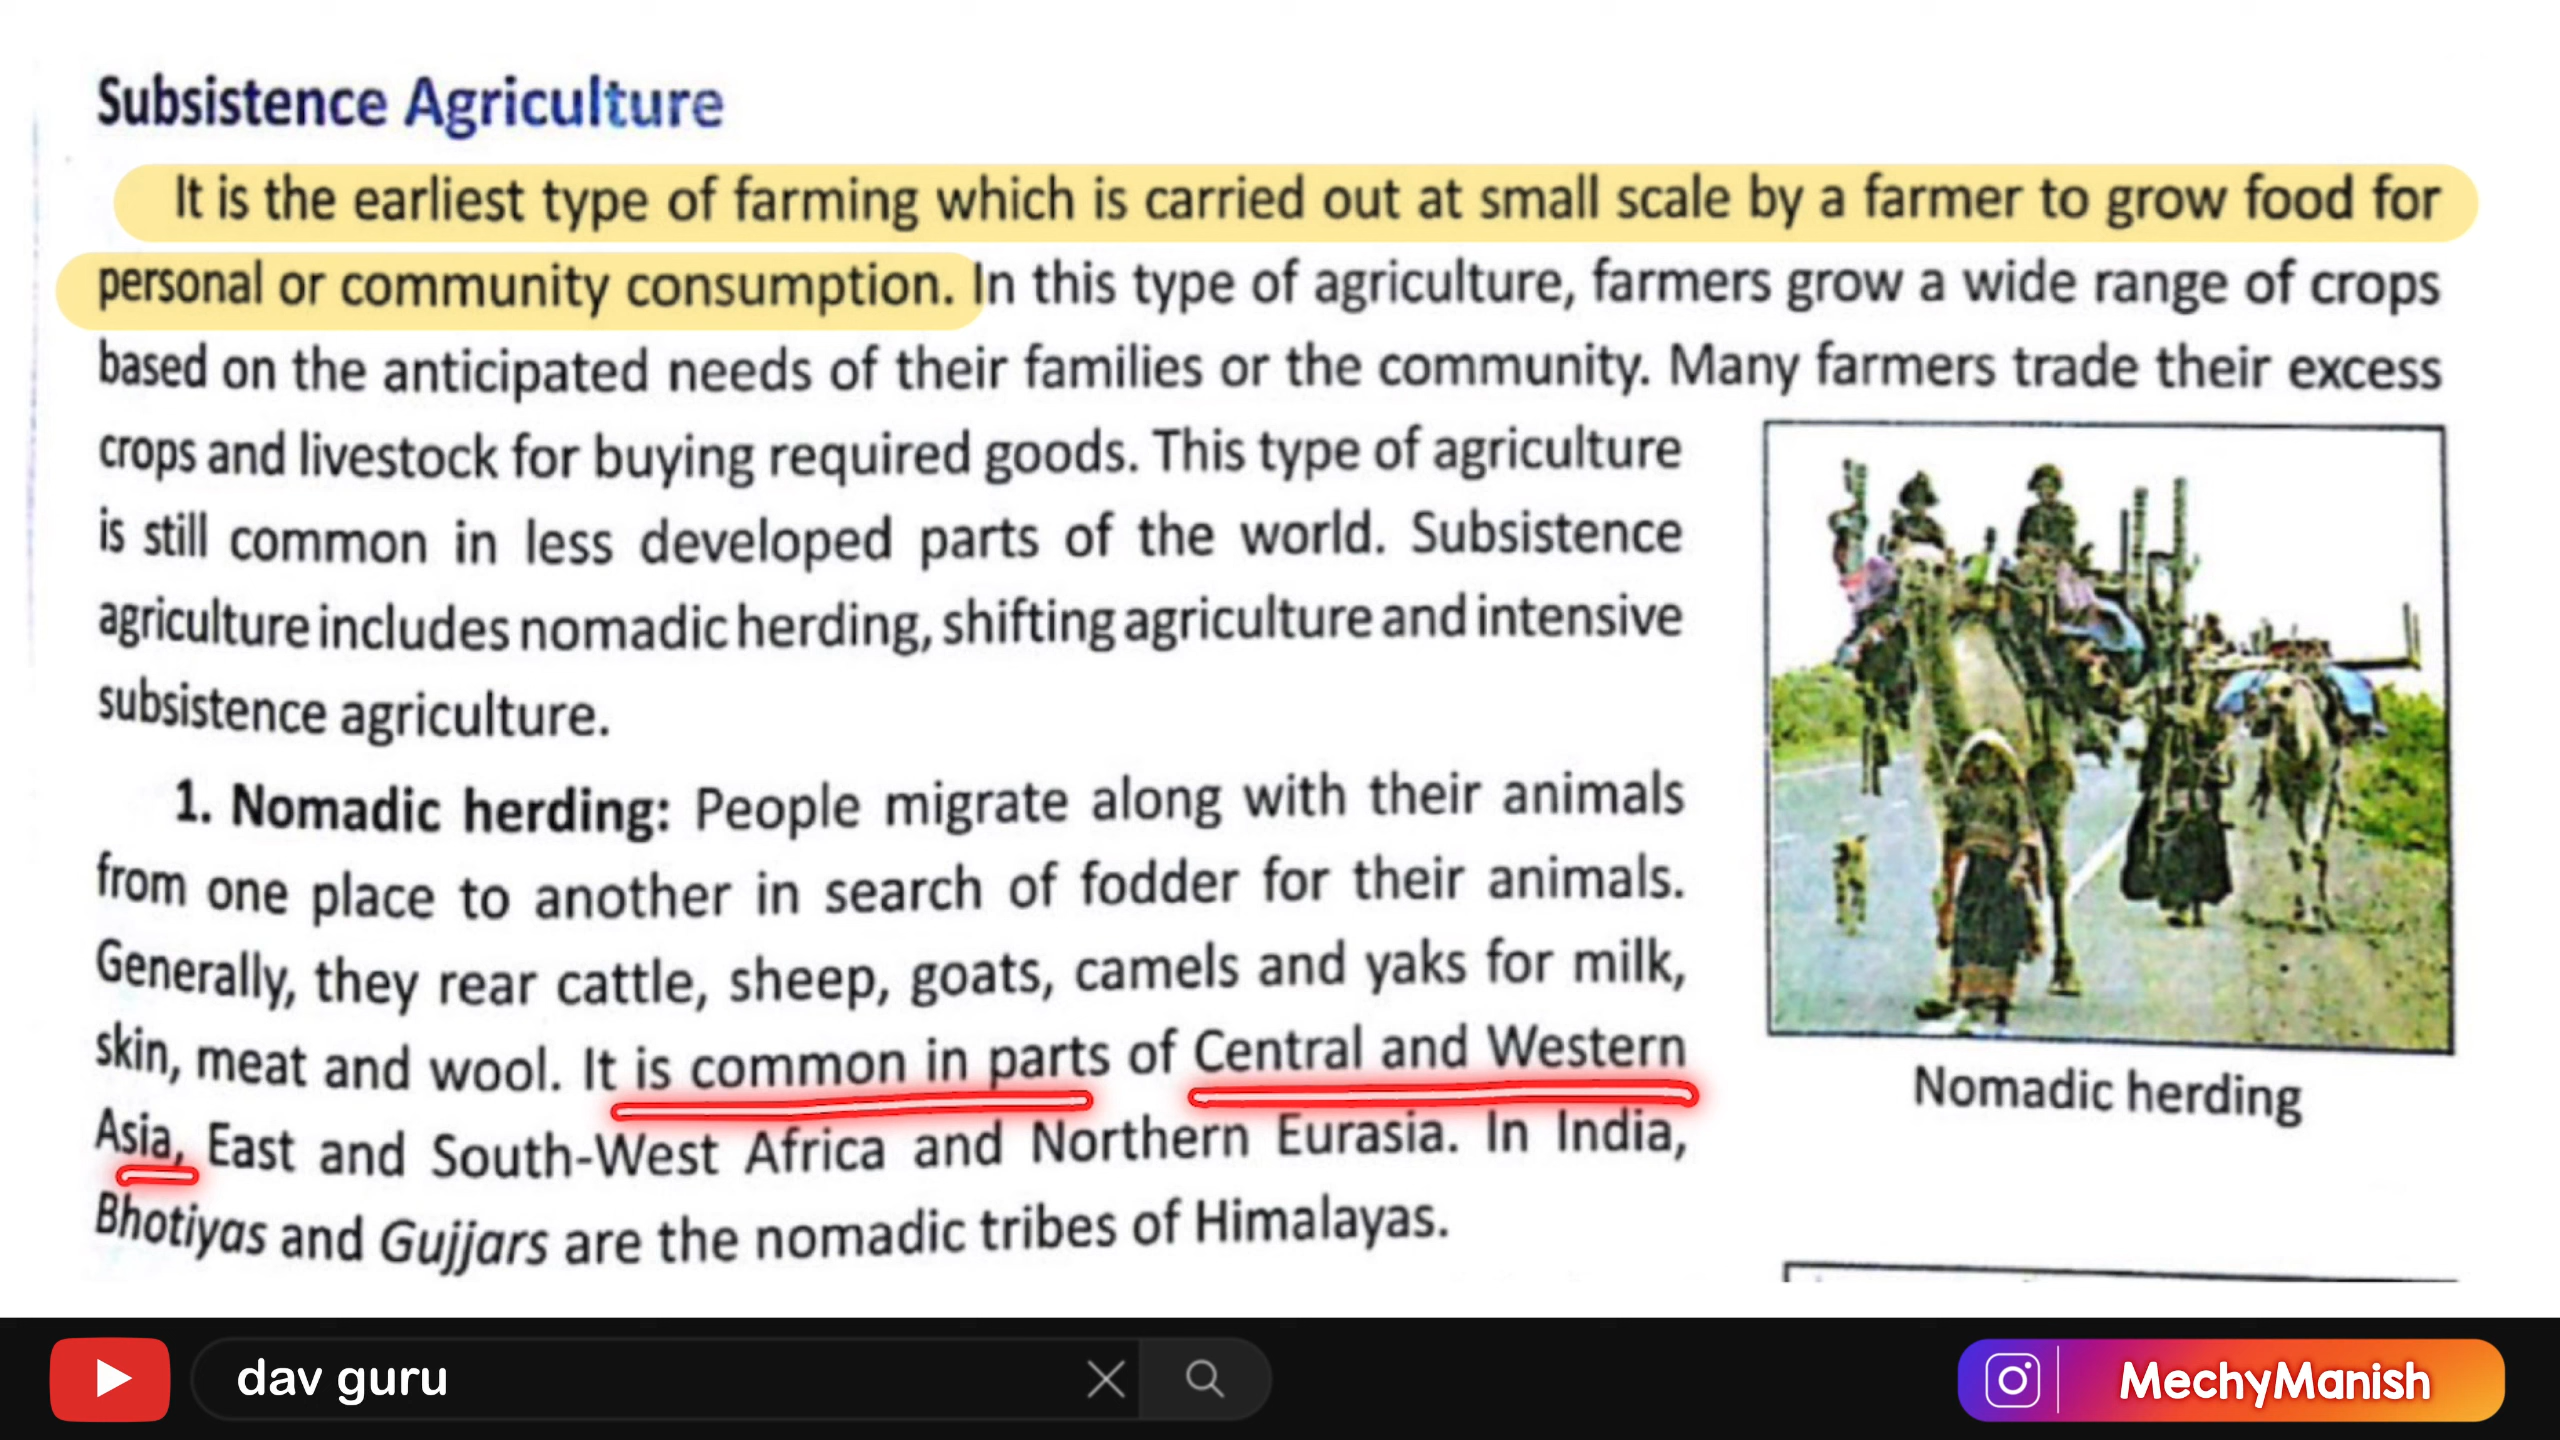 Subsistence Agriculture
It is the earliest type of farming which is carried out at small scale by a farmer to grow food for
personal or community consumption. In this type of agriculture, farmers grow a wide range of crops
based on the anticipated needs of their families or the community. Many farmers trade their excess
crops and livestock for buying required goods. This type of agriculture
is still common in less developed parts of the world. Subsistence
agriculture includes nomadic herding, shifting agriculture and intensive
subsistence agriculture.
1. Nomadic herding: People migrate along with their animals
from one place to another in search of fodder for their animals.
Generally, they rear cattle, sheep, goats, camels and yaks for milk,
skin, meat and wool. It is common in parts of Central and Western
Asia, East and South-West Africa and Northern Eurasia. In India,
Bhotiyas and Gujjars are the nomadic tribes of Himalayas.
Nomadic herding
dav guru
MechyManish